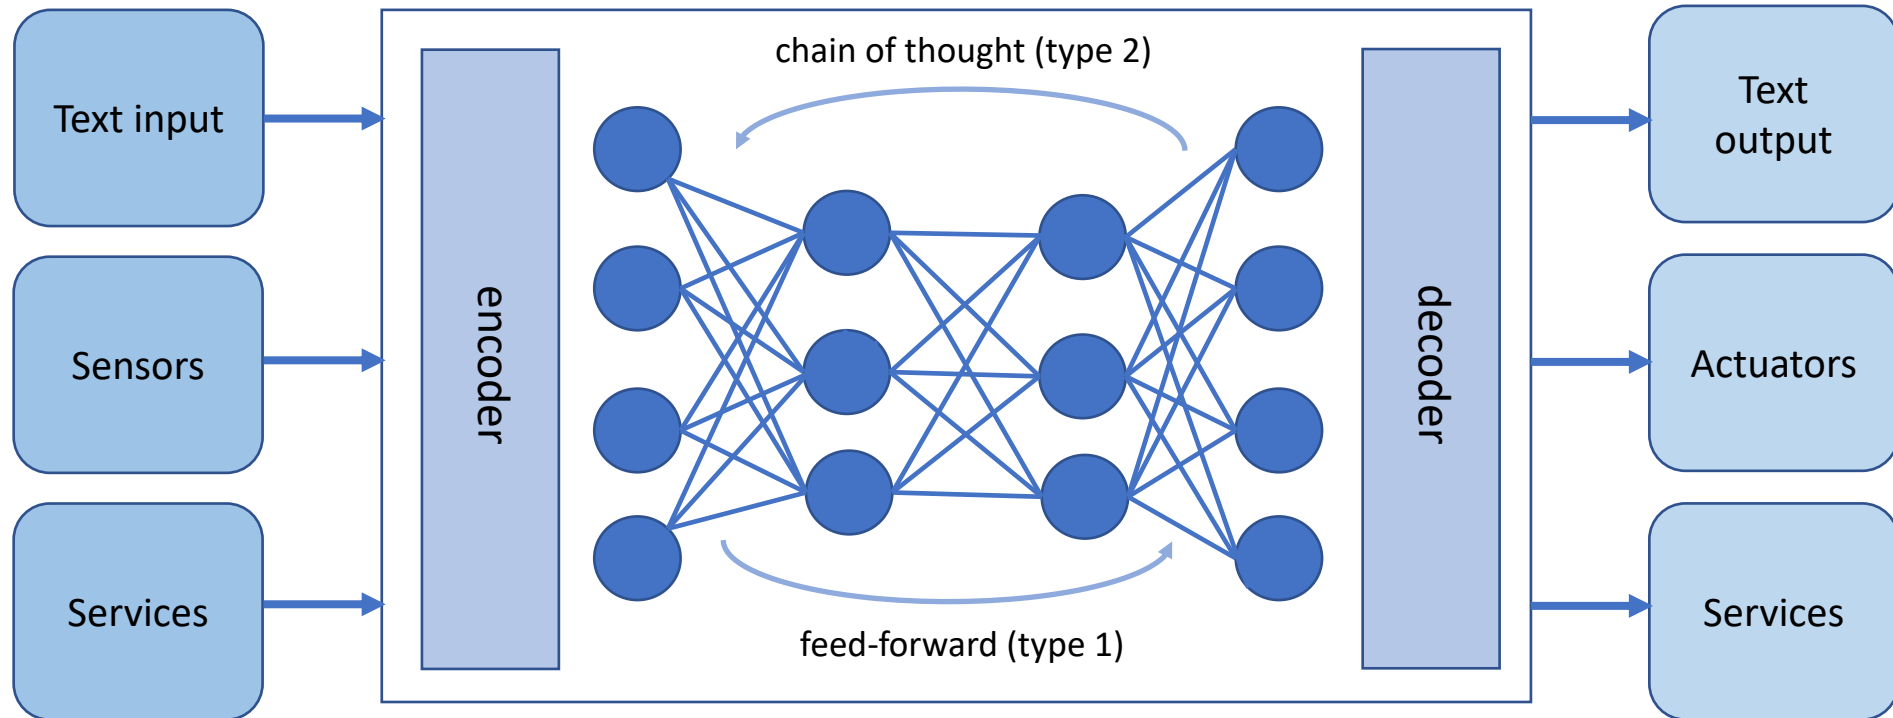 chain of thought (type 2)
Text input
Sensors
Services
encoder
decoder
feed-forward (type 1)
Text
output
Actuators
Services